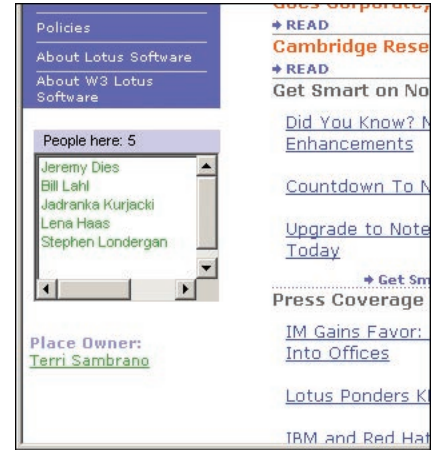 Policies
About Lotus Software
About W3 Lotus
Software
People here: 5
Jeremy Dies
Bill Lahl
Jadranka Kurjacki
Lena Haas
Stephen Londergan
Place Owner:
Terri Sambrano
Goes Corporate,
READ
Cambridge Rese
READ
Get Smart on No
Did You Know? N
Enhancements
Countdown To N
Upgrade to Note
Today
Get Sm
Press Coverage
IM Gains Favor:
Into Offices
Lotus Ponders Kl
IBM and Red Hat